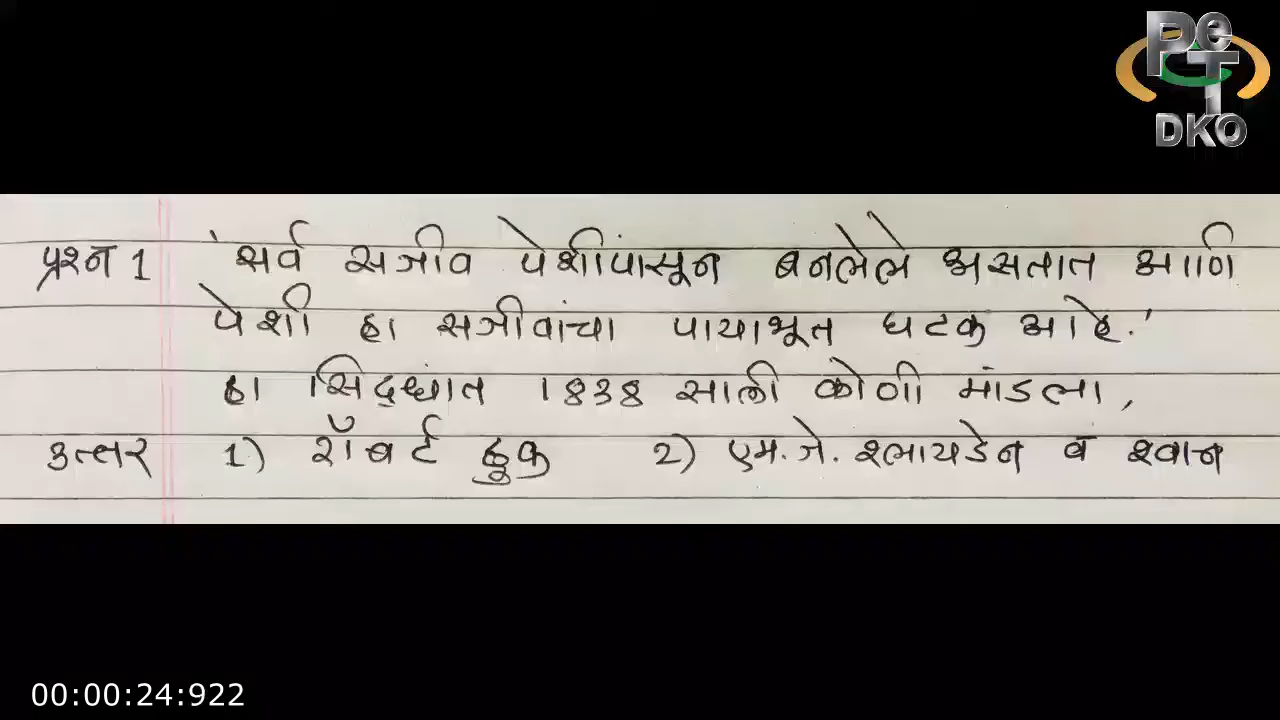 PeT
DKO
प्रश्न 1 'सर्व सजीव पेशींपासून बनलेले असतात आणि
पेशी हा सजीवांचा पायाभूत घटक आहे.'
हा सिद्धांत 1838 साली कोणी मांडला,
उत्तर 1) रॉबर्ट हुक 2) एम.जे. श्लायडेन व श्वान
00:00:24:922